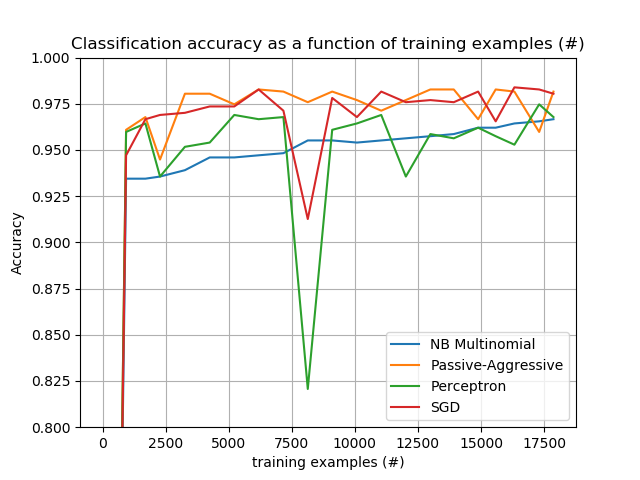 Classification accuracy as a function of training examples (#)
1.000
0.975
0.950
0.925
0.900
0.875
0.850
0.825
0.800
Accuracy
NB Multinomial
Passive-Aggressive
Perceptron
SGD
0 2500 5000 7500 10000 12500 15000 17500
training examples (#)